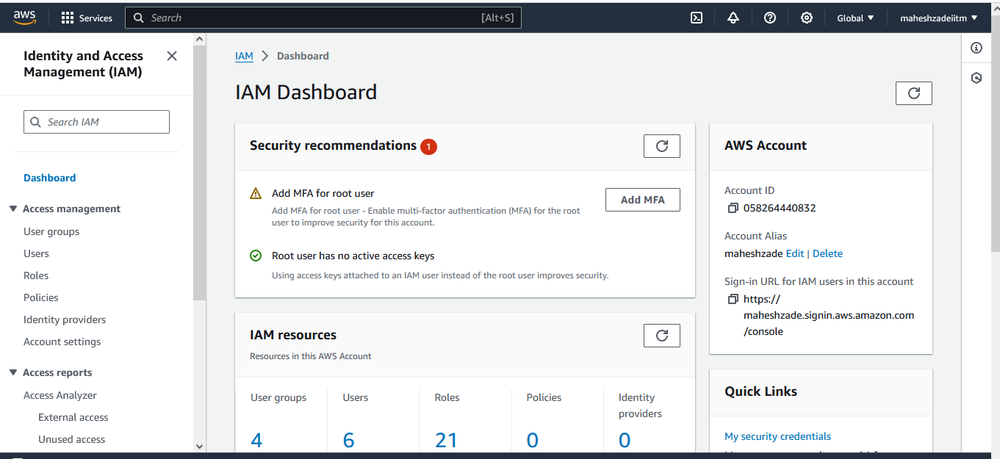 aws
Services
Search
[Alt+S]
Global
maheshzadeiitm
Identity and Access
Management (IAM)
Search IAM
Dashboard
Access management
User groups
Users
Roles
Policies
Identity providers
Account settings
Access reports
Access Analyzer
External access
Unused access
IAM
Dashboard
IAM Dashboard
Security recommendations 1
Add MFA for root user
Add MFA for root user - Enable multi-factor authentication (MFA) for the root
user to improve security for this account.
Add MFA
Root user has no active access keys
Using access keys attached to an IAM user instead of the root user improves security.
IAM resources
Resources in this AWS Account
User groups
4
Users
6
Roles
21
Policies
0
Identity
providers
0
AWS Account
Account ID
058264440832
Account Alias
maheshzade Edit | Delete
Sign-in URL for IAM users in this account
https://
maheshzade.signin.aws.amazon.com
/console
Quick Links
My security credentials